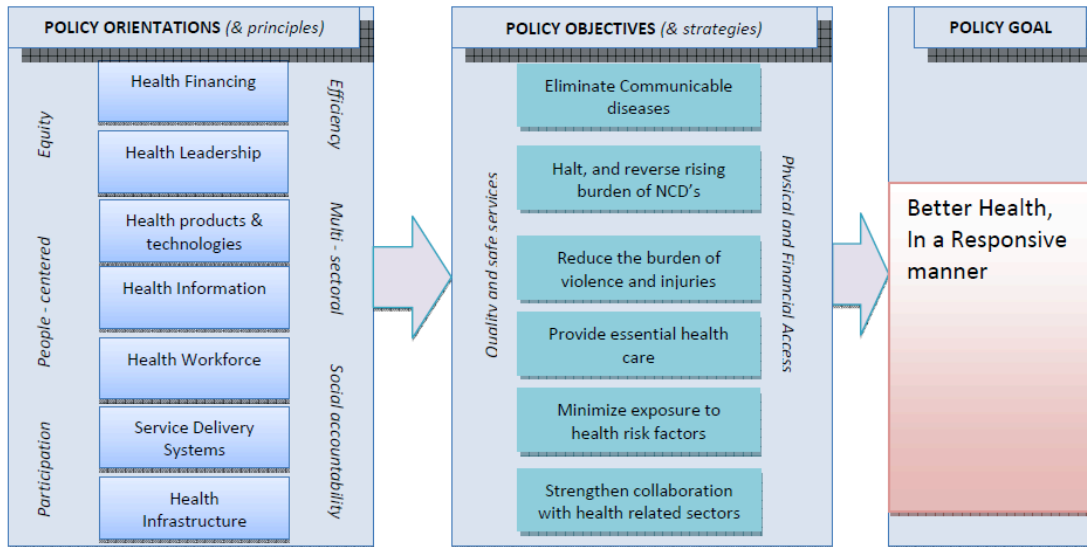 POLICY ORIENTATIONS (& principles)
Equity
People - centered
Participation
Health Financing
Health Leadership
Health products &
technologies
Health Information
Health Workforce
Service Delivery
Systems
Health
Infrastructure
Efficiency
Multi - sectoral
Social accountability
POLICY OBJECTIVES (& strategies)
Quality and safe services
Eliminate Communicable
diseases
Halt, and reverse rising
burden of NCD's
Reduce the burden of
violence and injuries
Provide essential health
care
Minimize exposure to
health risk factors
Strengthen collaboration
with health related sectors
Physical and Financial Access
POLICY GOAL
Better Health,
In a Responsive
manner